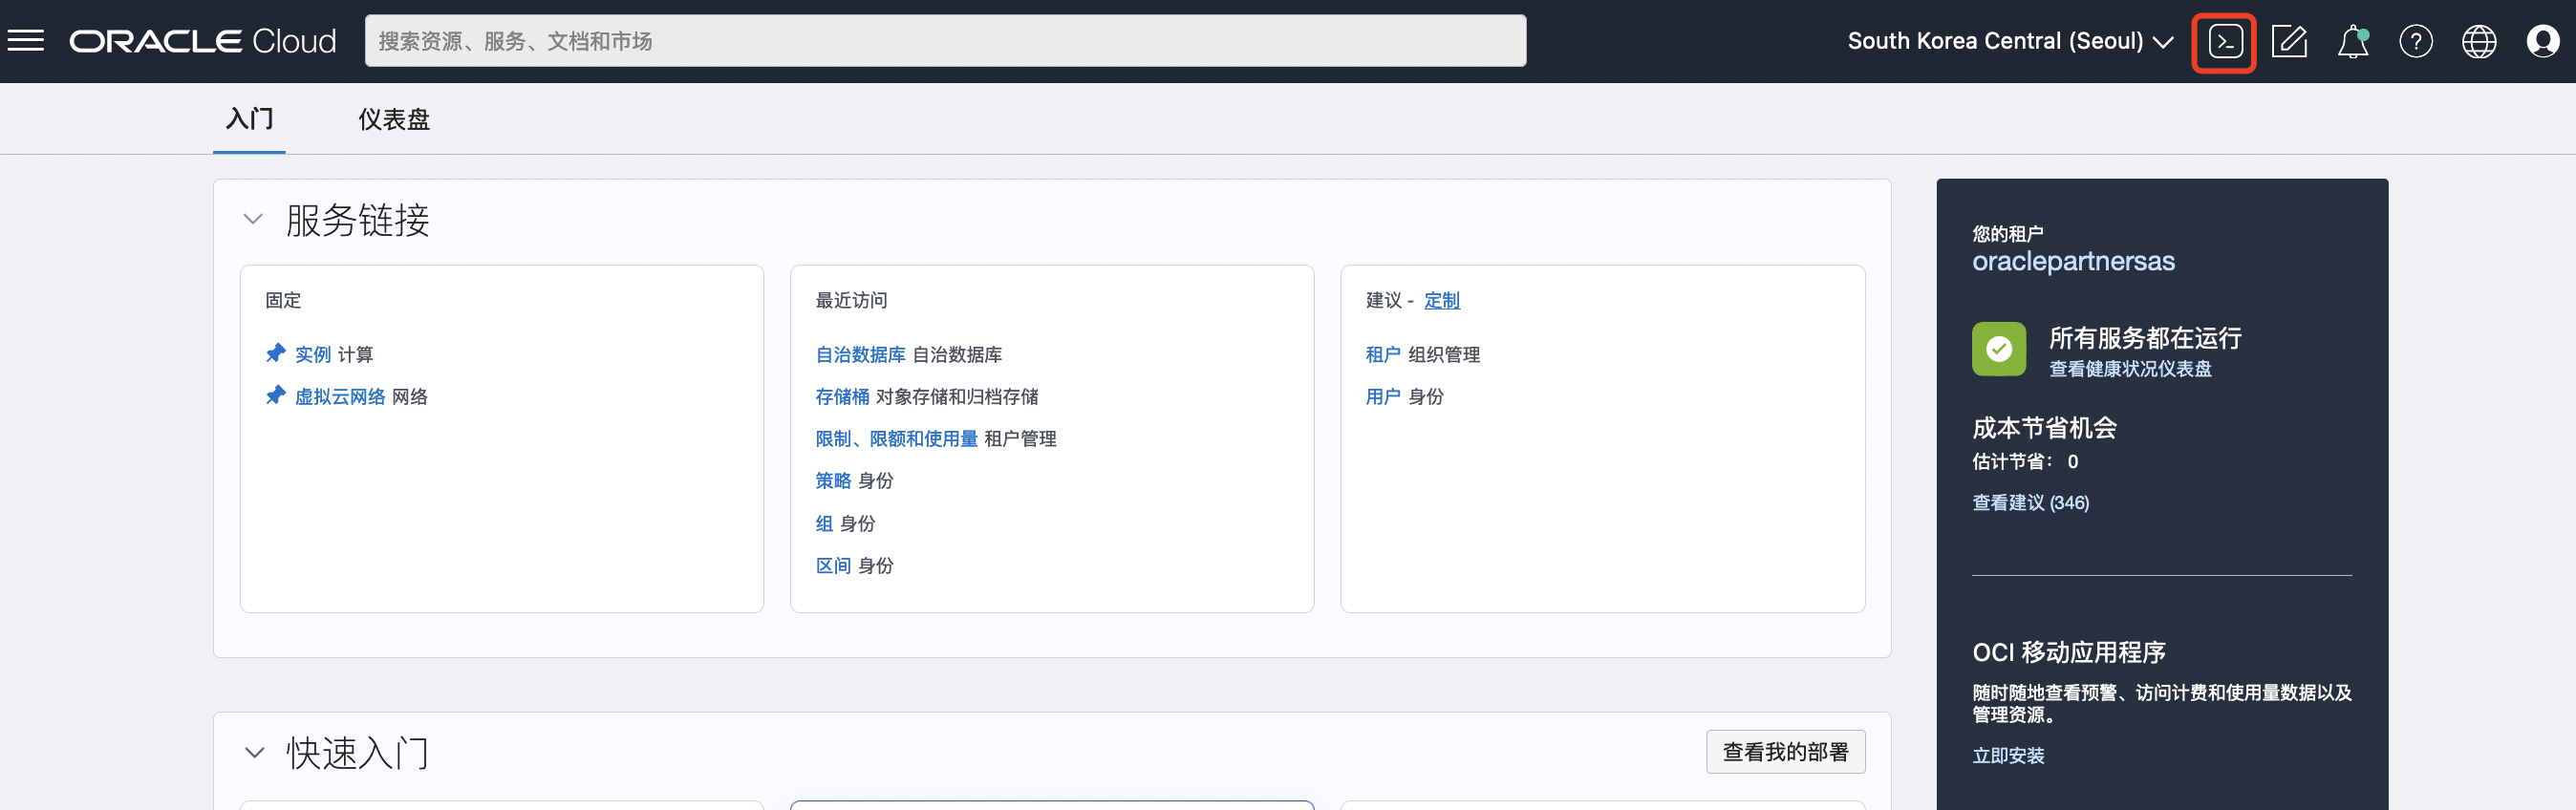 ORACLE Cloud
搜索资源、服务、文档和市场
South Korea Central (Seoul)
入门
仪表盘
服务链接
固定
实例 计算
虚拟云网络 网络
最近访问
自治数据库 自治数据库
存储桶 对象存储和归档存储
限制、限额和使用量 租户管理
策略 身份
组 身份
区间 身份
建议 - 定制
租户 组织管理
用户 身份
快速入门
查看我的部署
您的租户
oraclepartnersas
所有服务都在运行
查看健康状况仪表盘
成本节省机会
估计节省： 0
查看建议 (346)
OCI 移动应用程序
随时随地查看预警、访问计费和使用量数据以及
管理资源。
立即安装